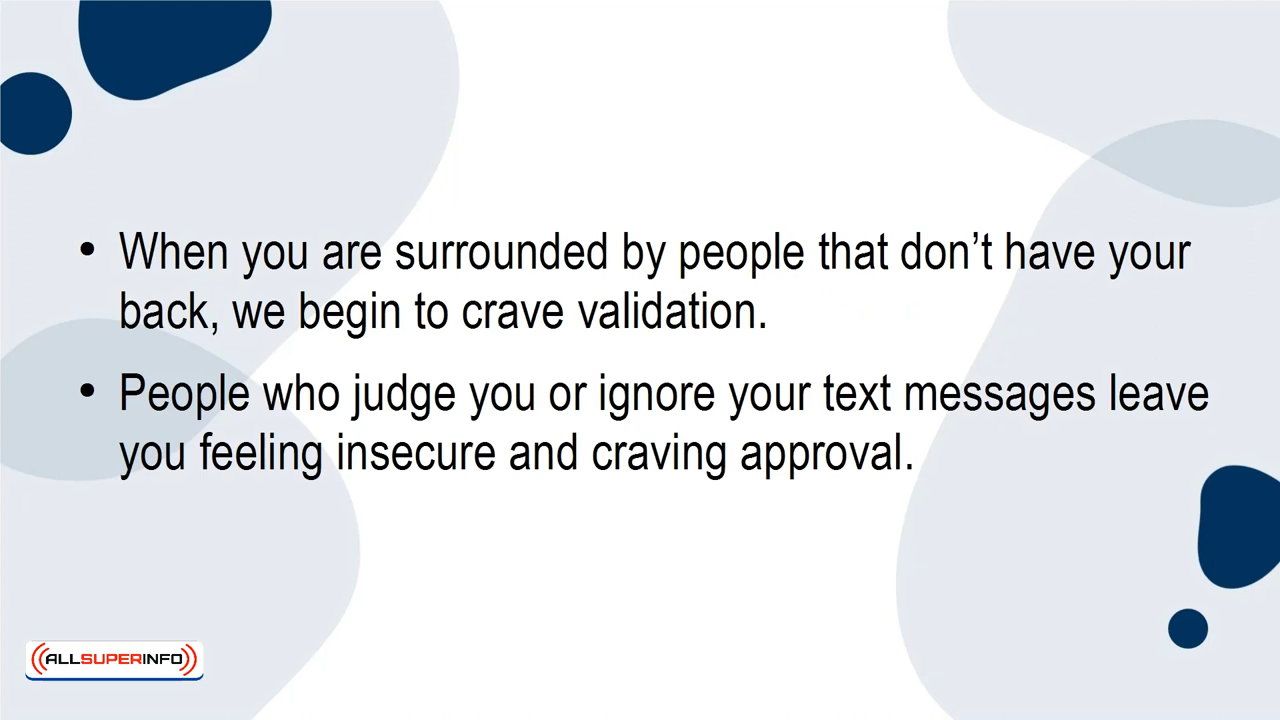 • When you are surrounded by people that don’t have your
back, we begin to crave validation.
• People who judge you or ignore your text messages leave
you feeling insecure and craving approval.
ALLSUPERINFO